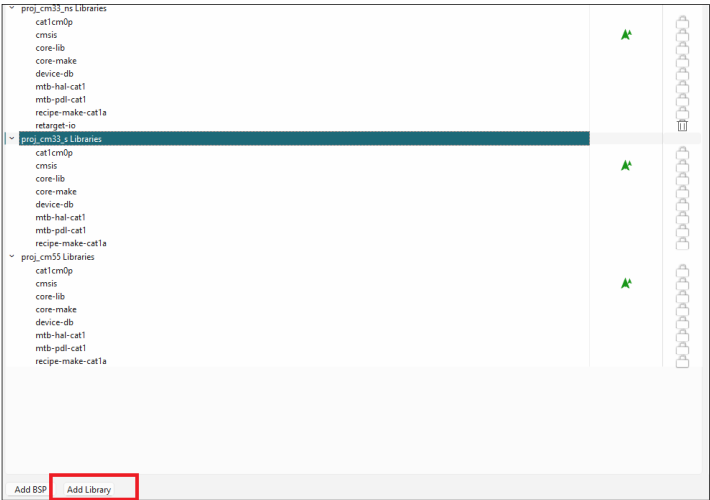 proj_cm33_ns Libraries
cat1cm0p
cmsis
core-lib
core-make
device-db
mtb-hal-cat1
mtb-pdl-cat1
recipe-make-cat1a
retarget-io
proj_cm33_s Libraries
cat1cm0p
cmsis
core-lib
core-make
device-db
mtb-hal-cat1
mtb-pdl-cat1
recipe-make-cat1a
proj_cm55 Libraries
cat1cm0p
cmsis
core-lib
core-make
device-db
mtb-hal-cat1
mtb-pdl-cat1
recipe-make-cat1a
Add BSP Add Library